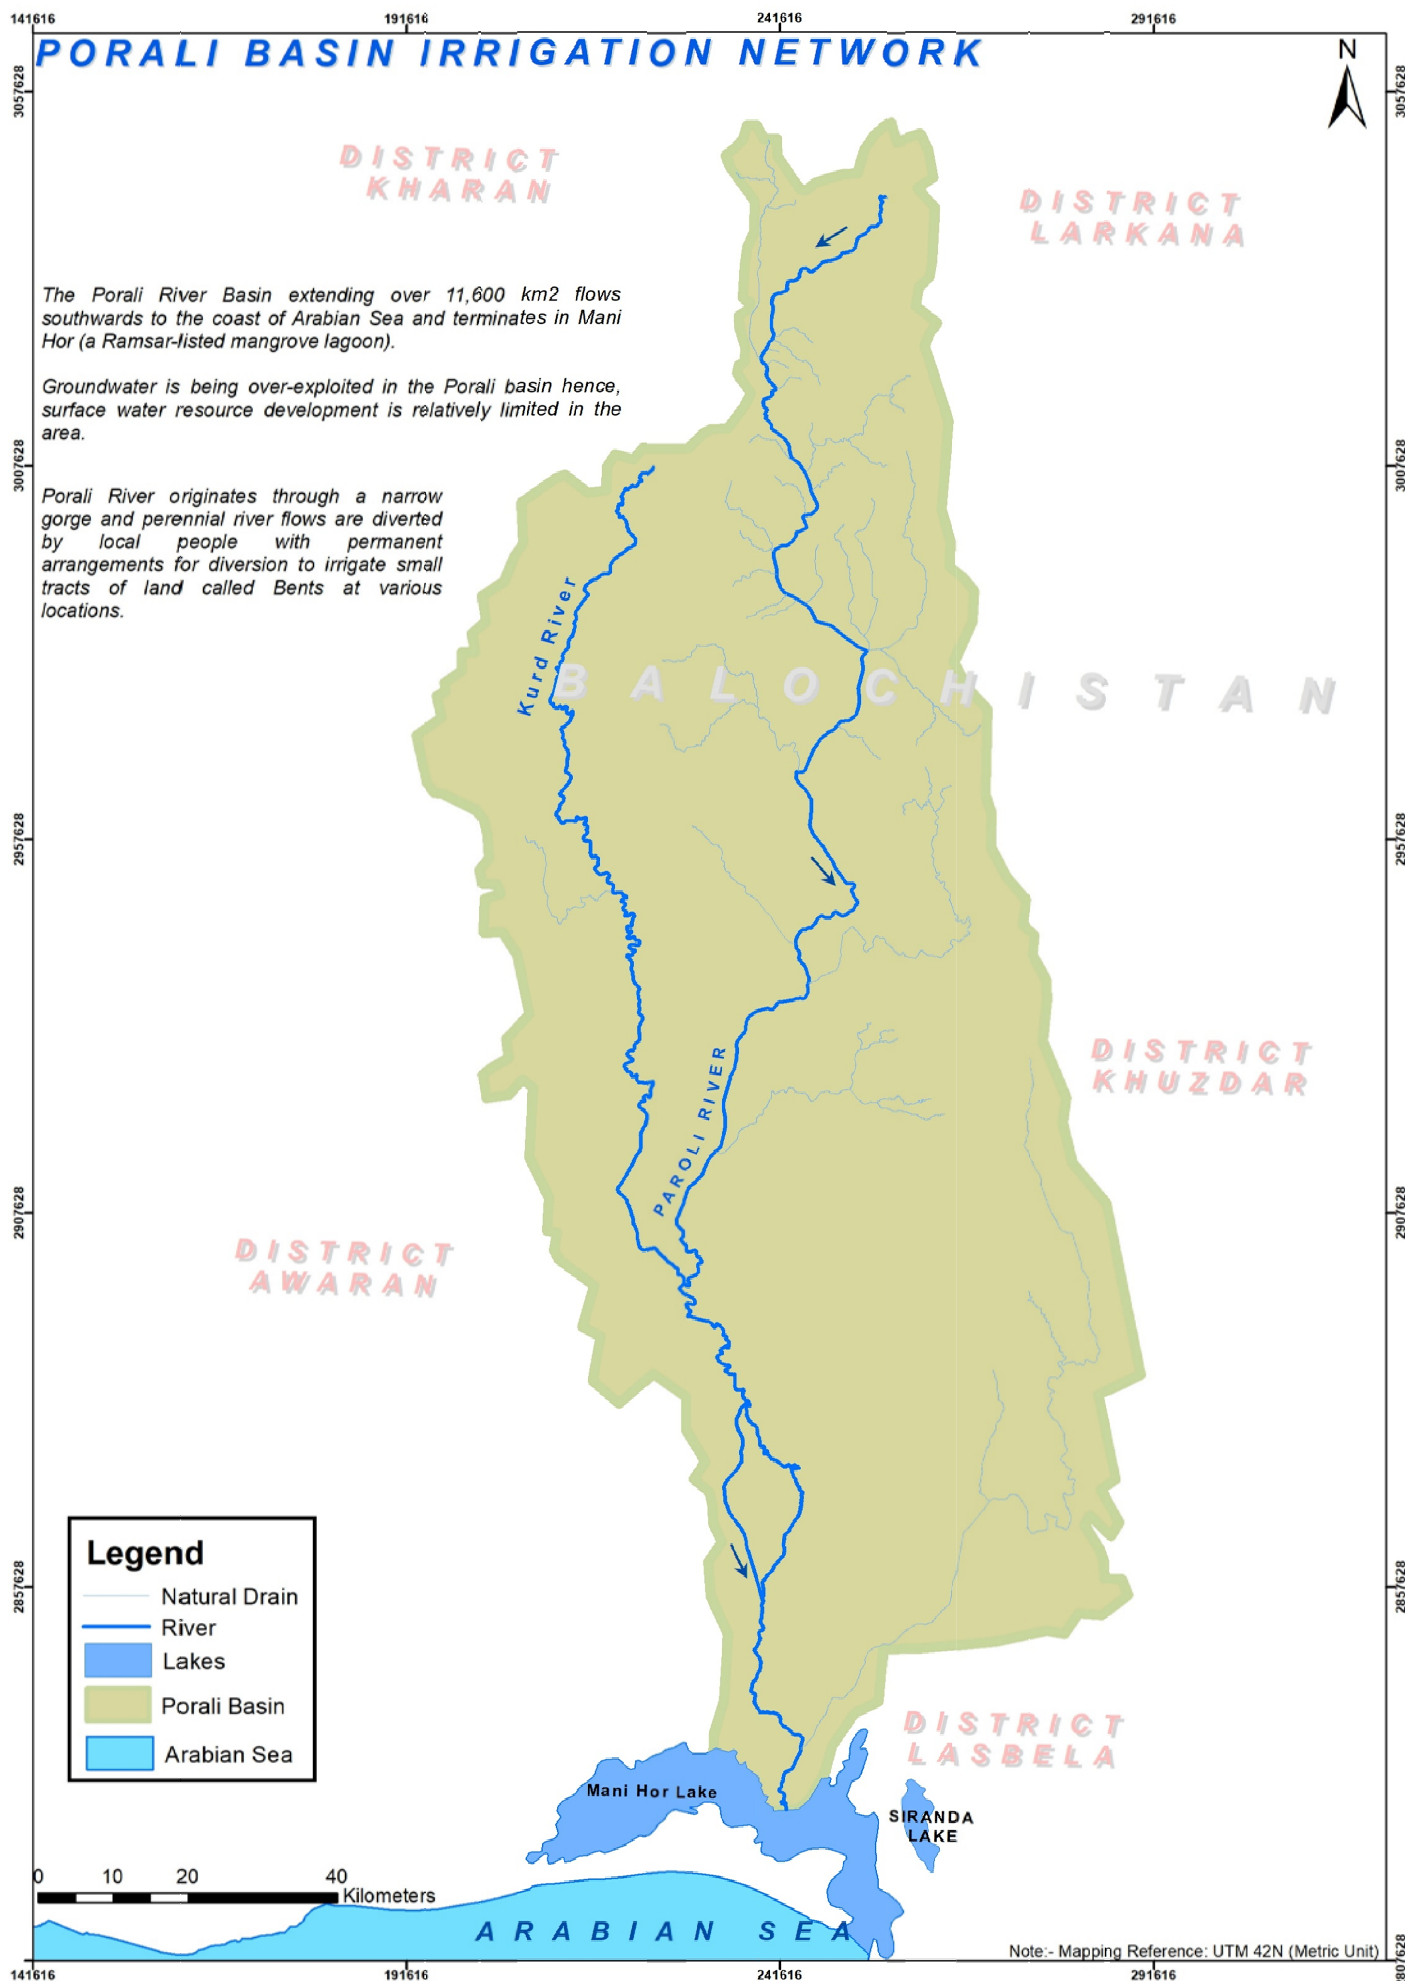 141616 191616 241616 291616
PORALI BASIN IRRIGATION NETWORK
N
3057628 3057628
DISTRICT
KHARAN
DISTRICT
LARKANA
The Porali River Basin extending over 11,600 km2 flows
southwards to the coast of Arabian Sea and terminates in Mani
Hor (a Ramsar-listed mangrove lagoon).
Groundwater is being over-exploited in the Porali basin hence,
surface water resource development is relatively limited in the
area.
3007628 3007628
Porali River originates through a narrow
gorge and perennial river flows are diverted
by local people with permanent
arrangements for diversion to irrigate small
tracts of land called Bents at various
locations.
Kurd River
BALOCHISTAN
2957628 2957628
DISTRICT
KHUZDAR
PAROLI RIVER
2907628 2907628
DISTRICT
AWARAN
2857628 2857628
Legend
Natural Drain
River
Lakes
Porali Basin
Arabian Sea
DISTRICT
LASBELA
Mani Hor Lake
SIRANDA
LAKE
0 10 20 40
Kilometers
ARABIAN SEA
Note:- Mapping Reference: UTM 42N (Metric Unit)
2807628
141616 191616 241616 291616